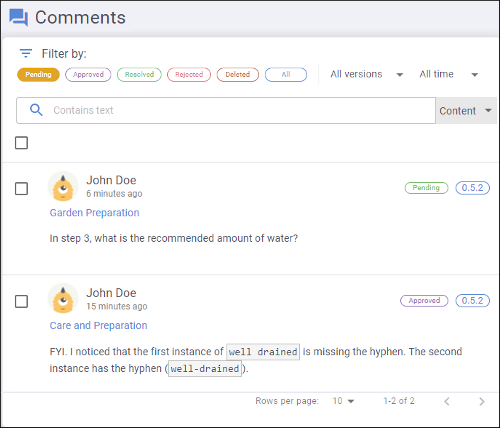 Comments
Filter by:
Pending Approved Resolved Rejected Deleted All All versions All time
Contains text Content
John Doe
6 minutes ago
Pending 0.5.2
Garden Preparation
In step 3, what is the recommended amount of water?
John Doe
15 minutes ago
Approved 0.5.2
Care and Preparation
FYI. I noticed that the first instance of well drained is missing the hyphen. The second
instance has the hyphen (well-drained).
Rows per page: 10 1-2 of 2